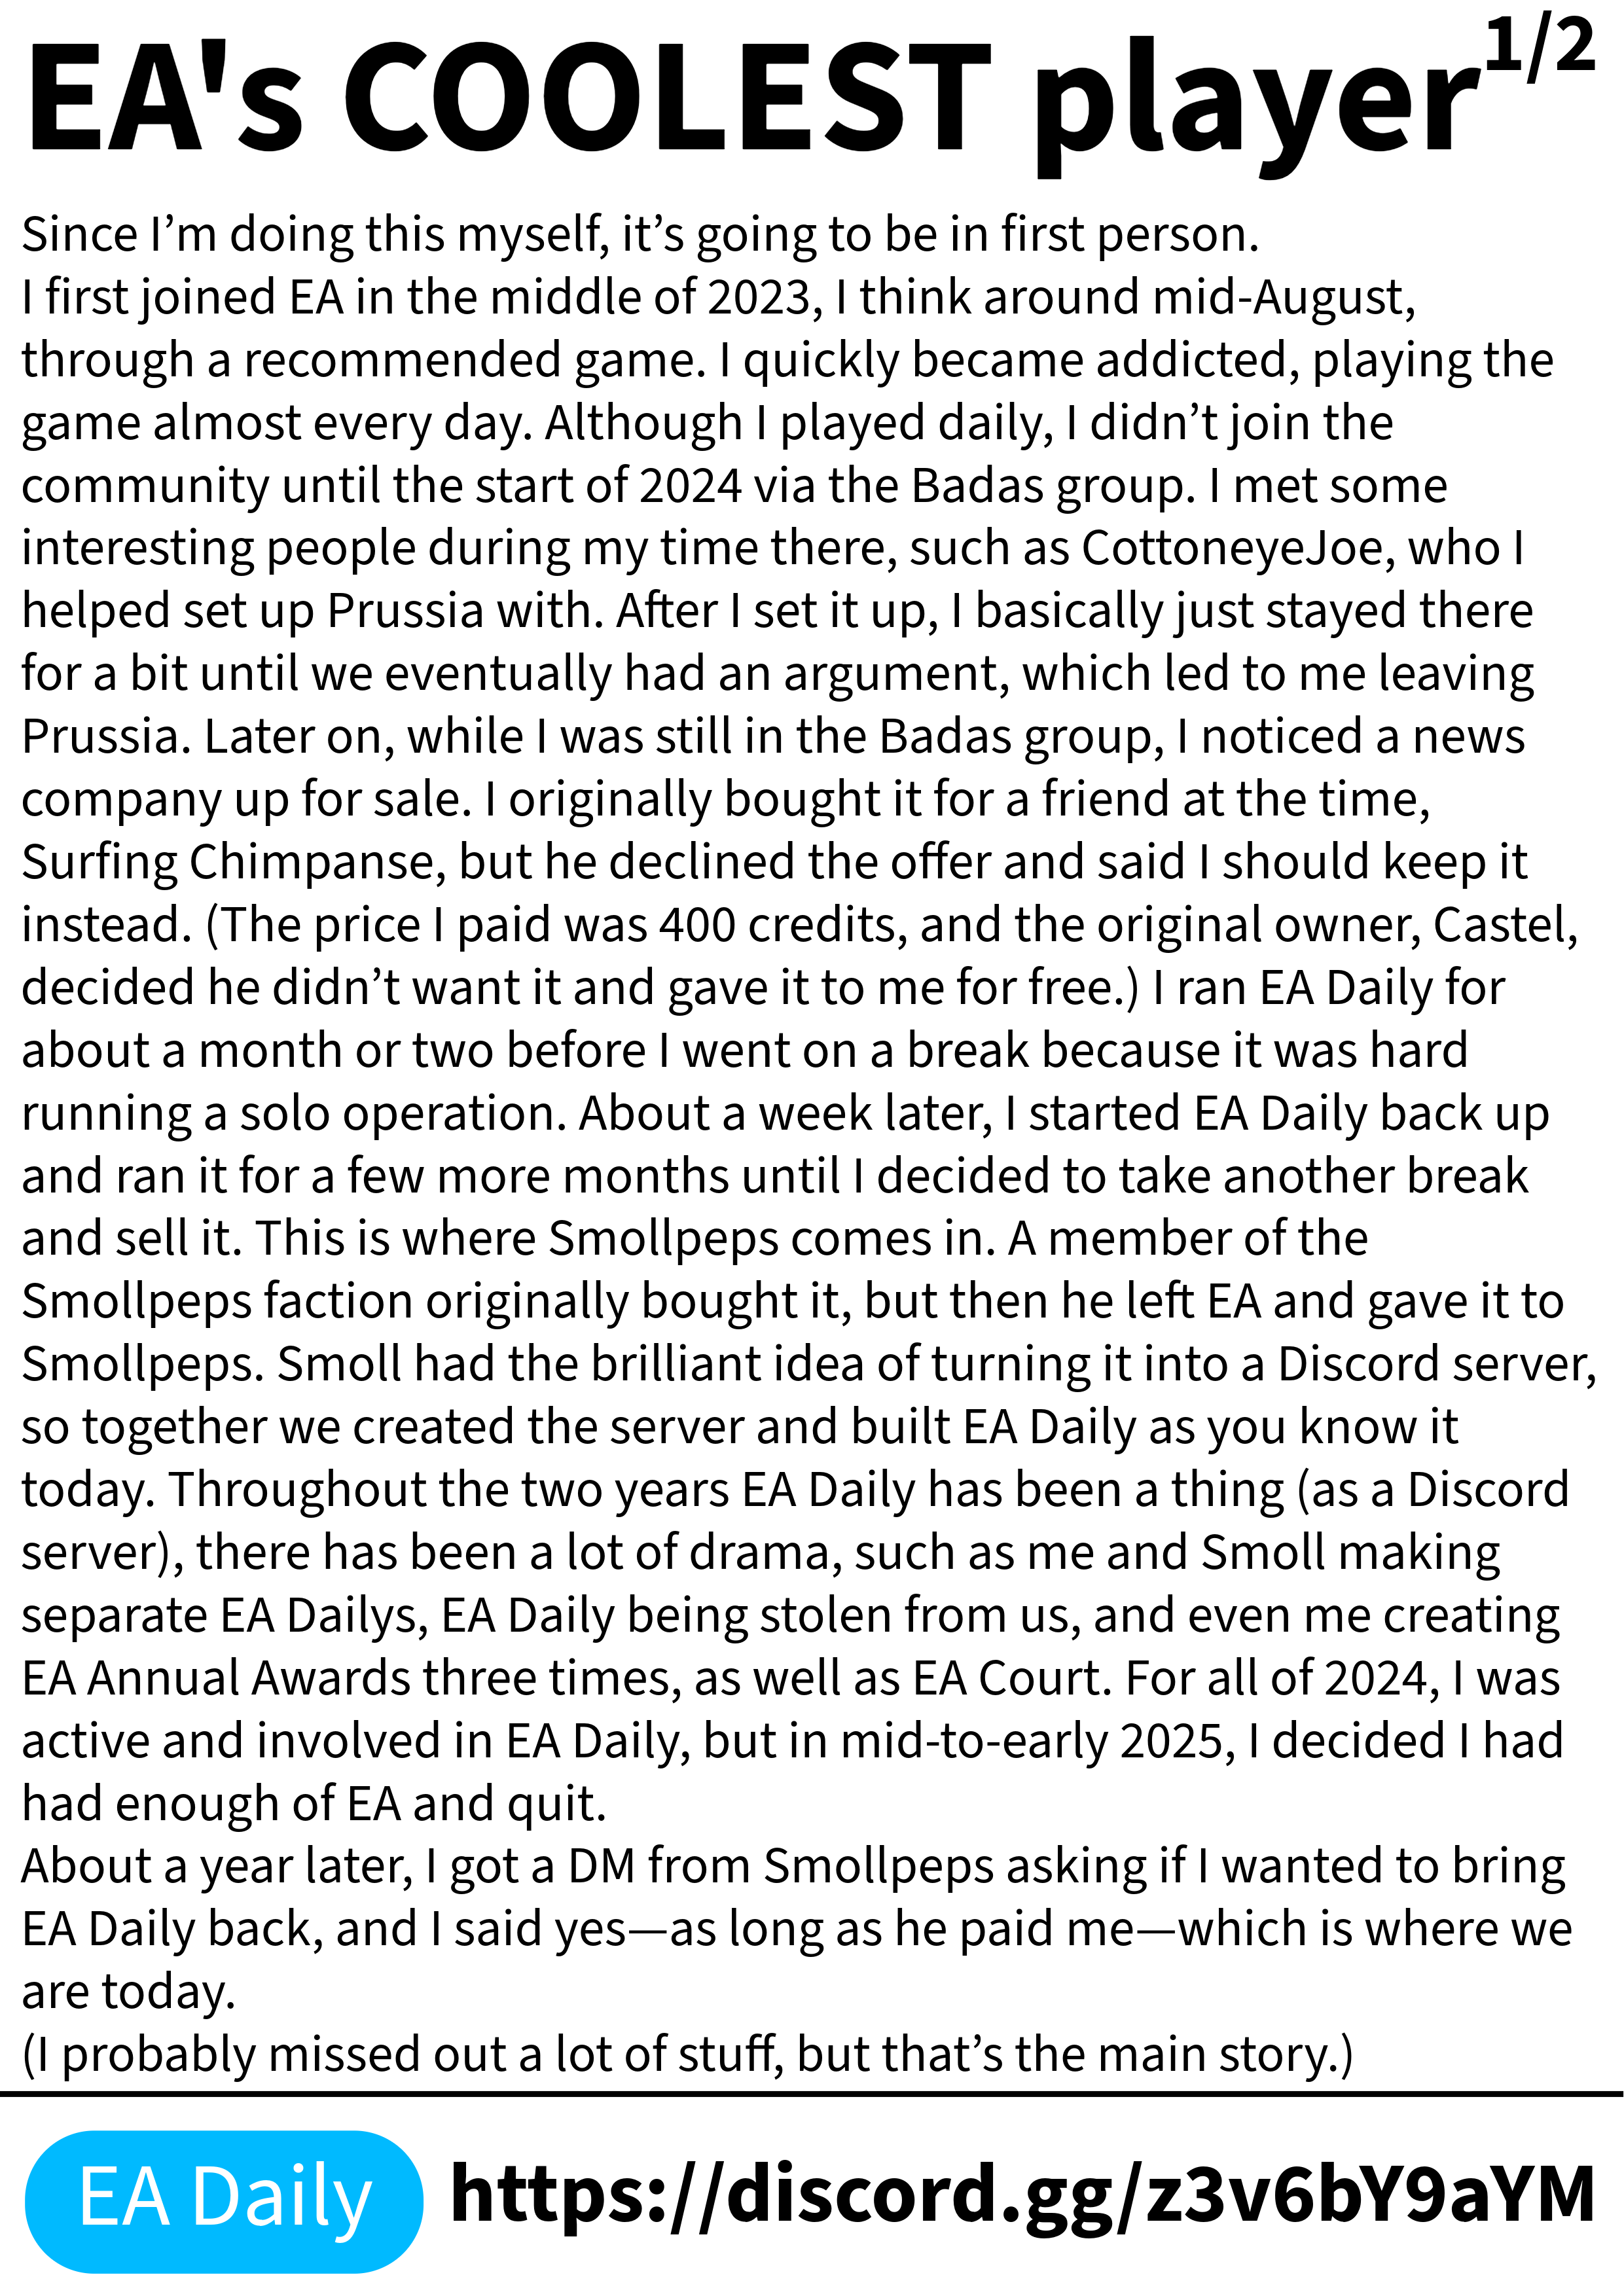 EA's COOLEST player 1/2
Since I’m doing this myself, it’s going to be in first person.
I first joined EA in the middle of 2023, I think around mid-August,
through a recommended game. I quickly became addicted, playing the
game almost every day. Although I played daily, I didn’t join the
community until the start of 2024 via the Badas group. I met some
interesting people during my time there, such as CottoneyeJoe, who I
helped set up Prussia with. After I set it up, I basically just stayed there
for a bit until we eventually had an argument, which led to me leaving
Prussia. Later on, while I was still in the Badas group, I noticed a news
company up for sale. I originally bought it for a friend at the time,
Surfing Chimpanse, but he declined the offer and said I should keep it
instead. (The price I paid was 400 credits, and the original owner, Castel,
decided he didn’t want it and gave it to me for free.) I ran EA Daily for
about a month or two before I went on a break because it was hard
running a solo operation. About a week later, I started EA Daily back up
and ran it for a few more months until I decided to take another break
and sell it. This is where Smollpeps comes in. A member of the
Smollpeps faction originally bought it, but then he left EA and gave it to
Smollpeps. Smoll had the brilliant idea of turning it into a Discord server,
so together we created the server and built EA Daily as you know it
today. Throughout the two years EA Daily has been a thing (as a Discord
server), there has been a lot of drama, such as me and Smoll making
separate EA Dailys, EA Daily being stolen from us, and even me creating
EA Annual Awards three times, as well as EA Court. For all of 2024, I was
active and involved in EA Daily, but in mid-to-early 2025, I decided I had
had enough of EA and quit.
About a year later, I got a DM from Smollpeps asking if I wanted to bring
EA Daily back, and I said yes—as long as he paid me—which is where we
are today.
(I probably missed out a lot of stuff, but that’s the main story.)
EA Daily https://discord.gg/z3v6bY9aYM